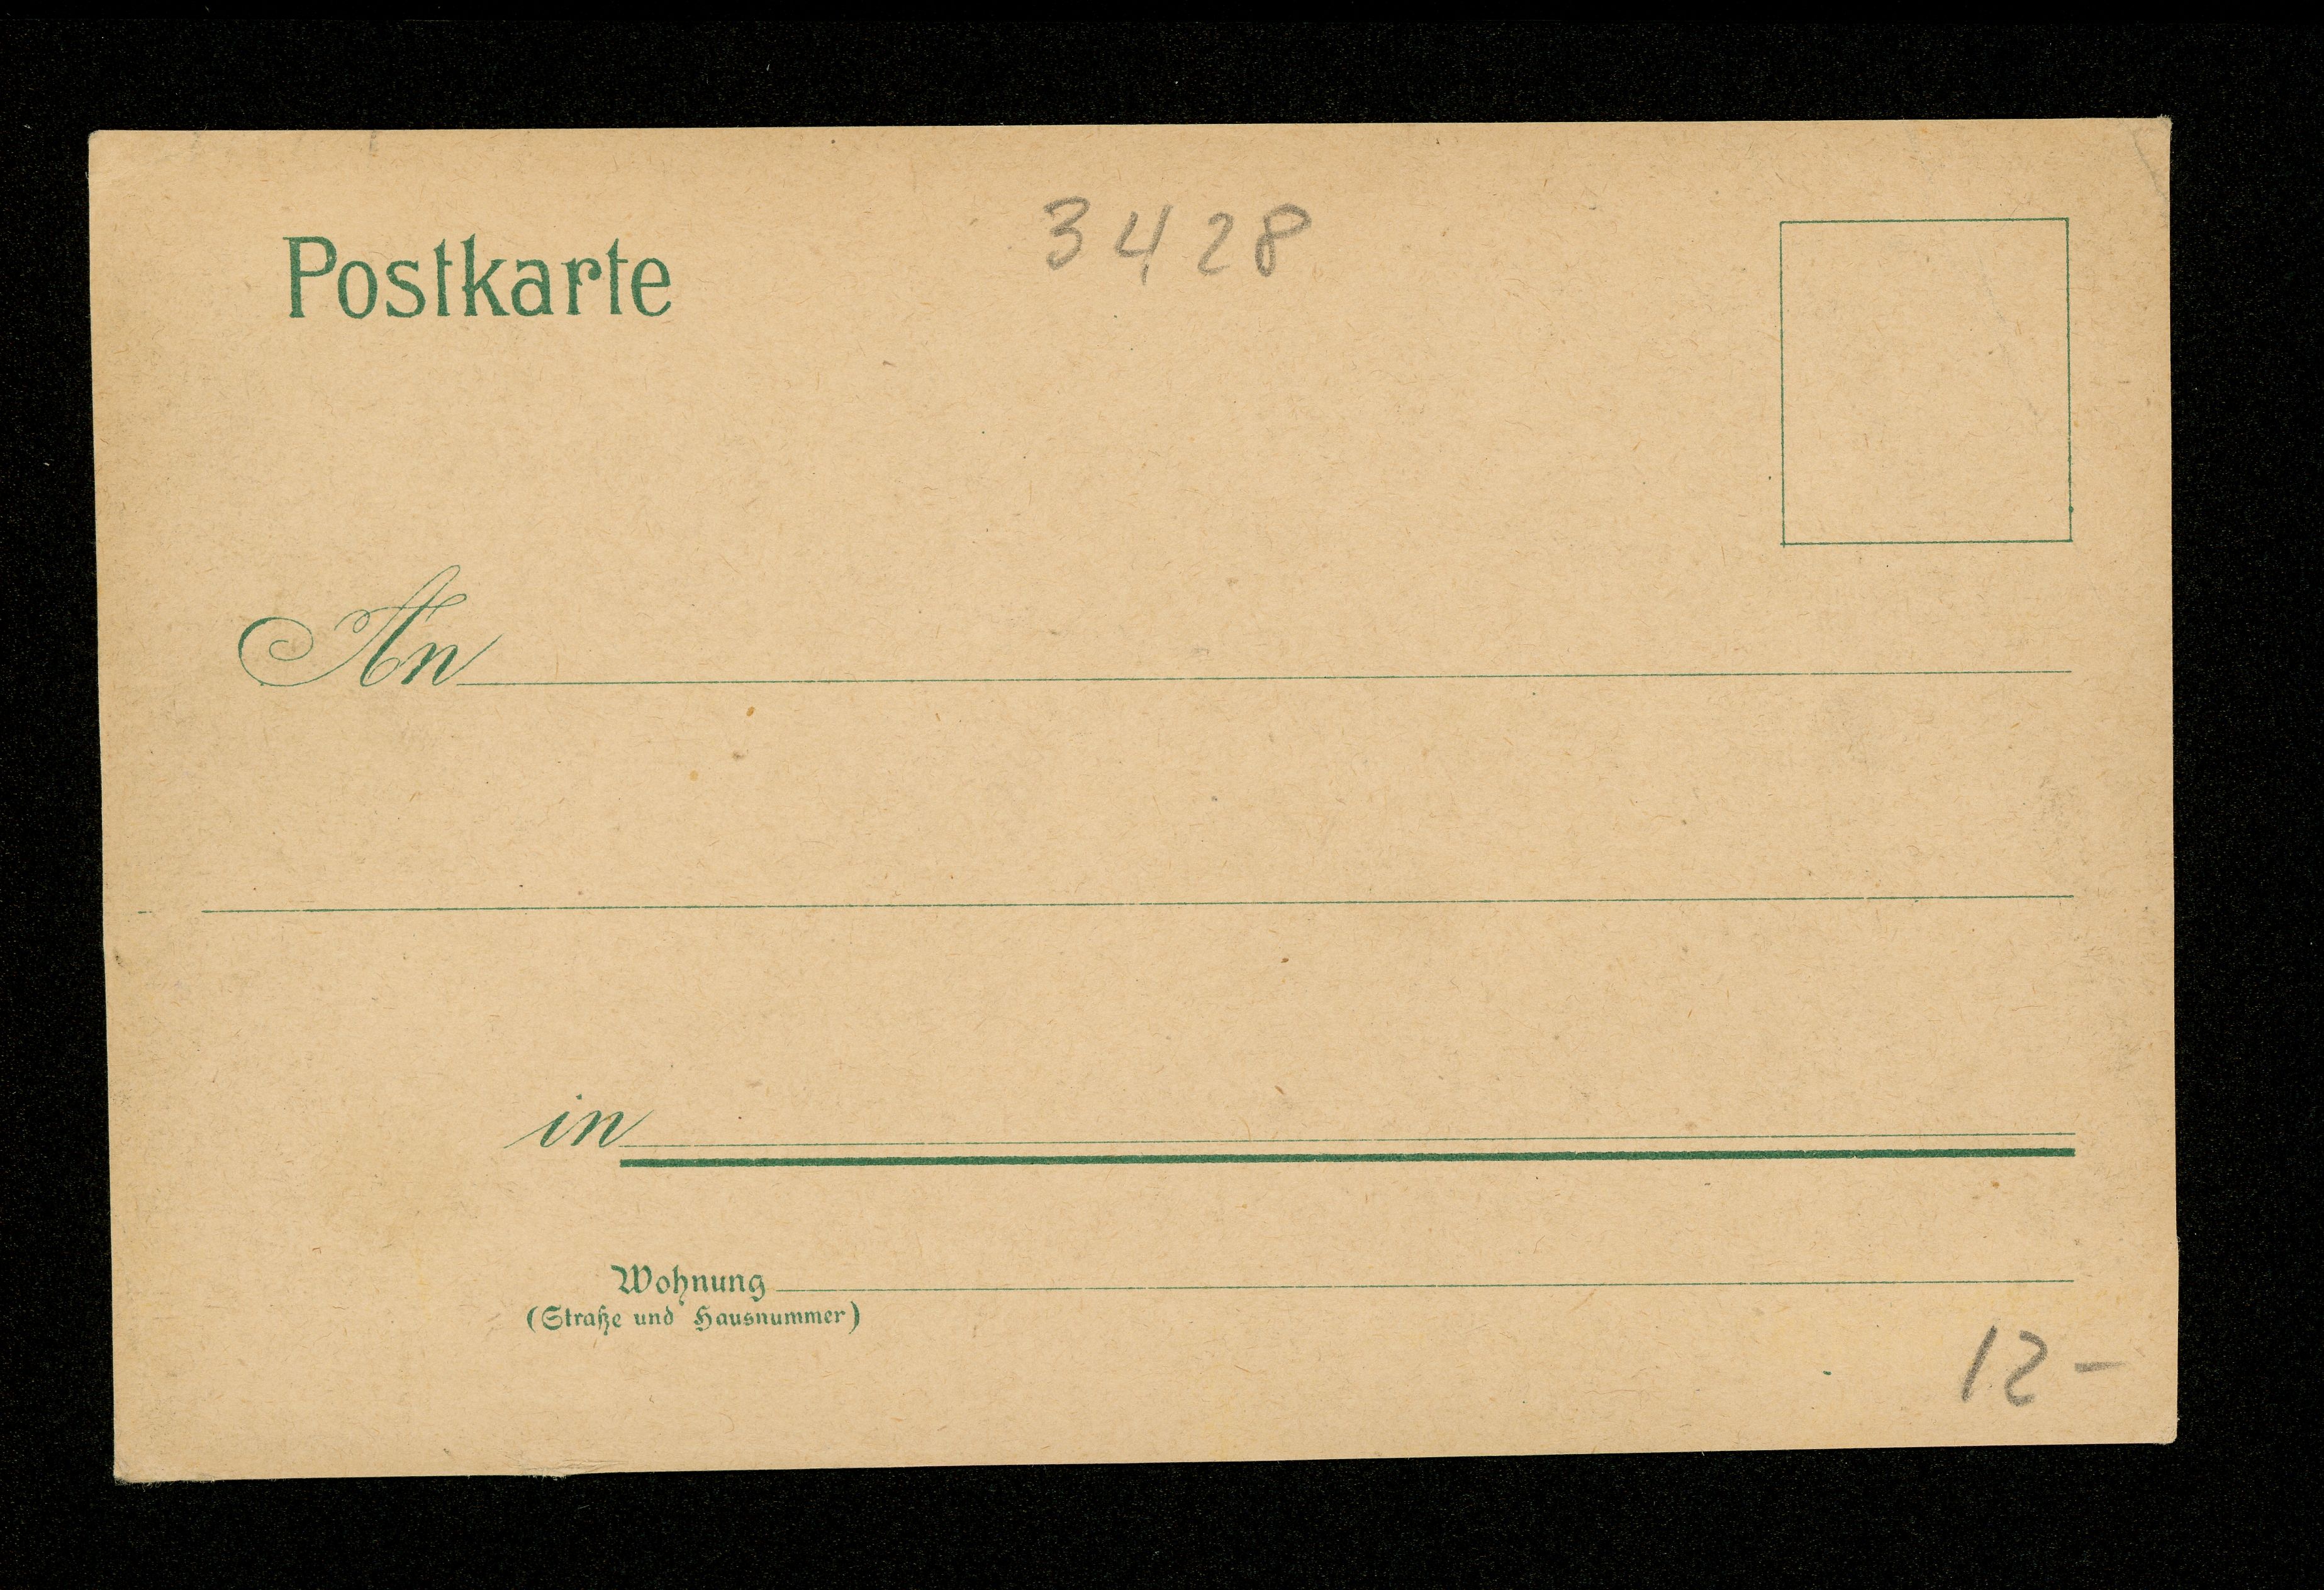 Postkarte
3428
An
in
Wohnung
(Straße und Hausnummer)
12-